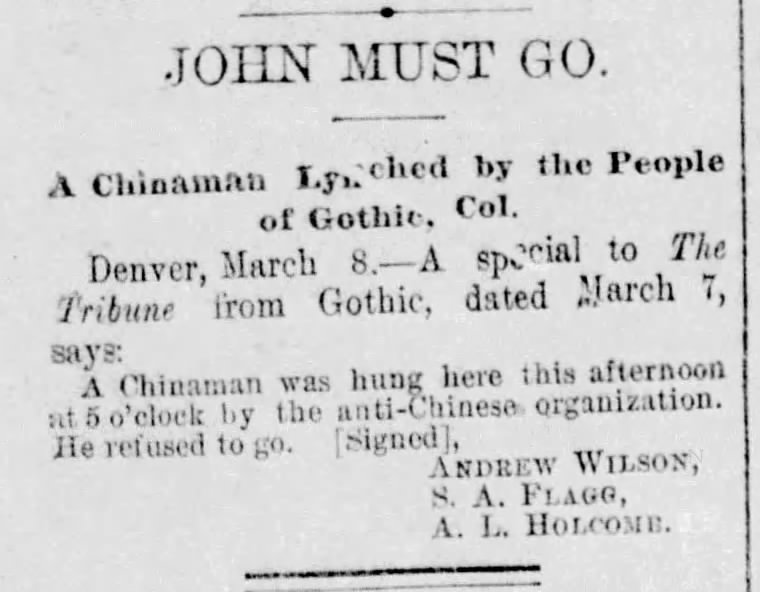 JOHN MUST GO.
A Chinaman Lynched by the People
of Gothic, Col.
Denver, March 8.—A special to The
Tribune from Gothic, dated March 7,
says:
A Chinaman was hung here this afternoon
at 5 o'clock by the anti-Chinese organization.
He refused to go. [Signed],
ANDREW WILSON,
S. A. FLAGG,
A. L. HOLCOMB.